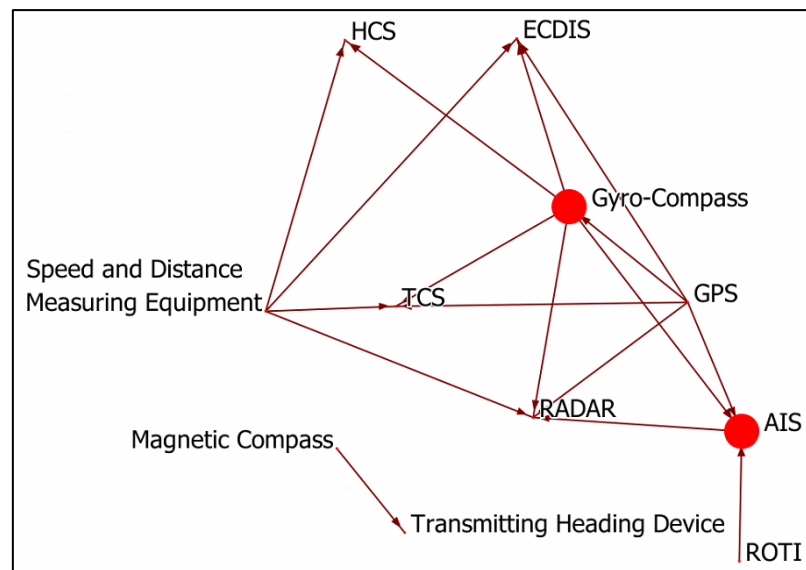 HCS
ECDIS
Gyro-Compass
Speed and Distance
Measuring Equipment
TCS
GPS
RADAR
AIS
Magnetic Compass
Transmitting Heading Device
ROTI